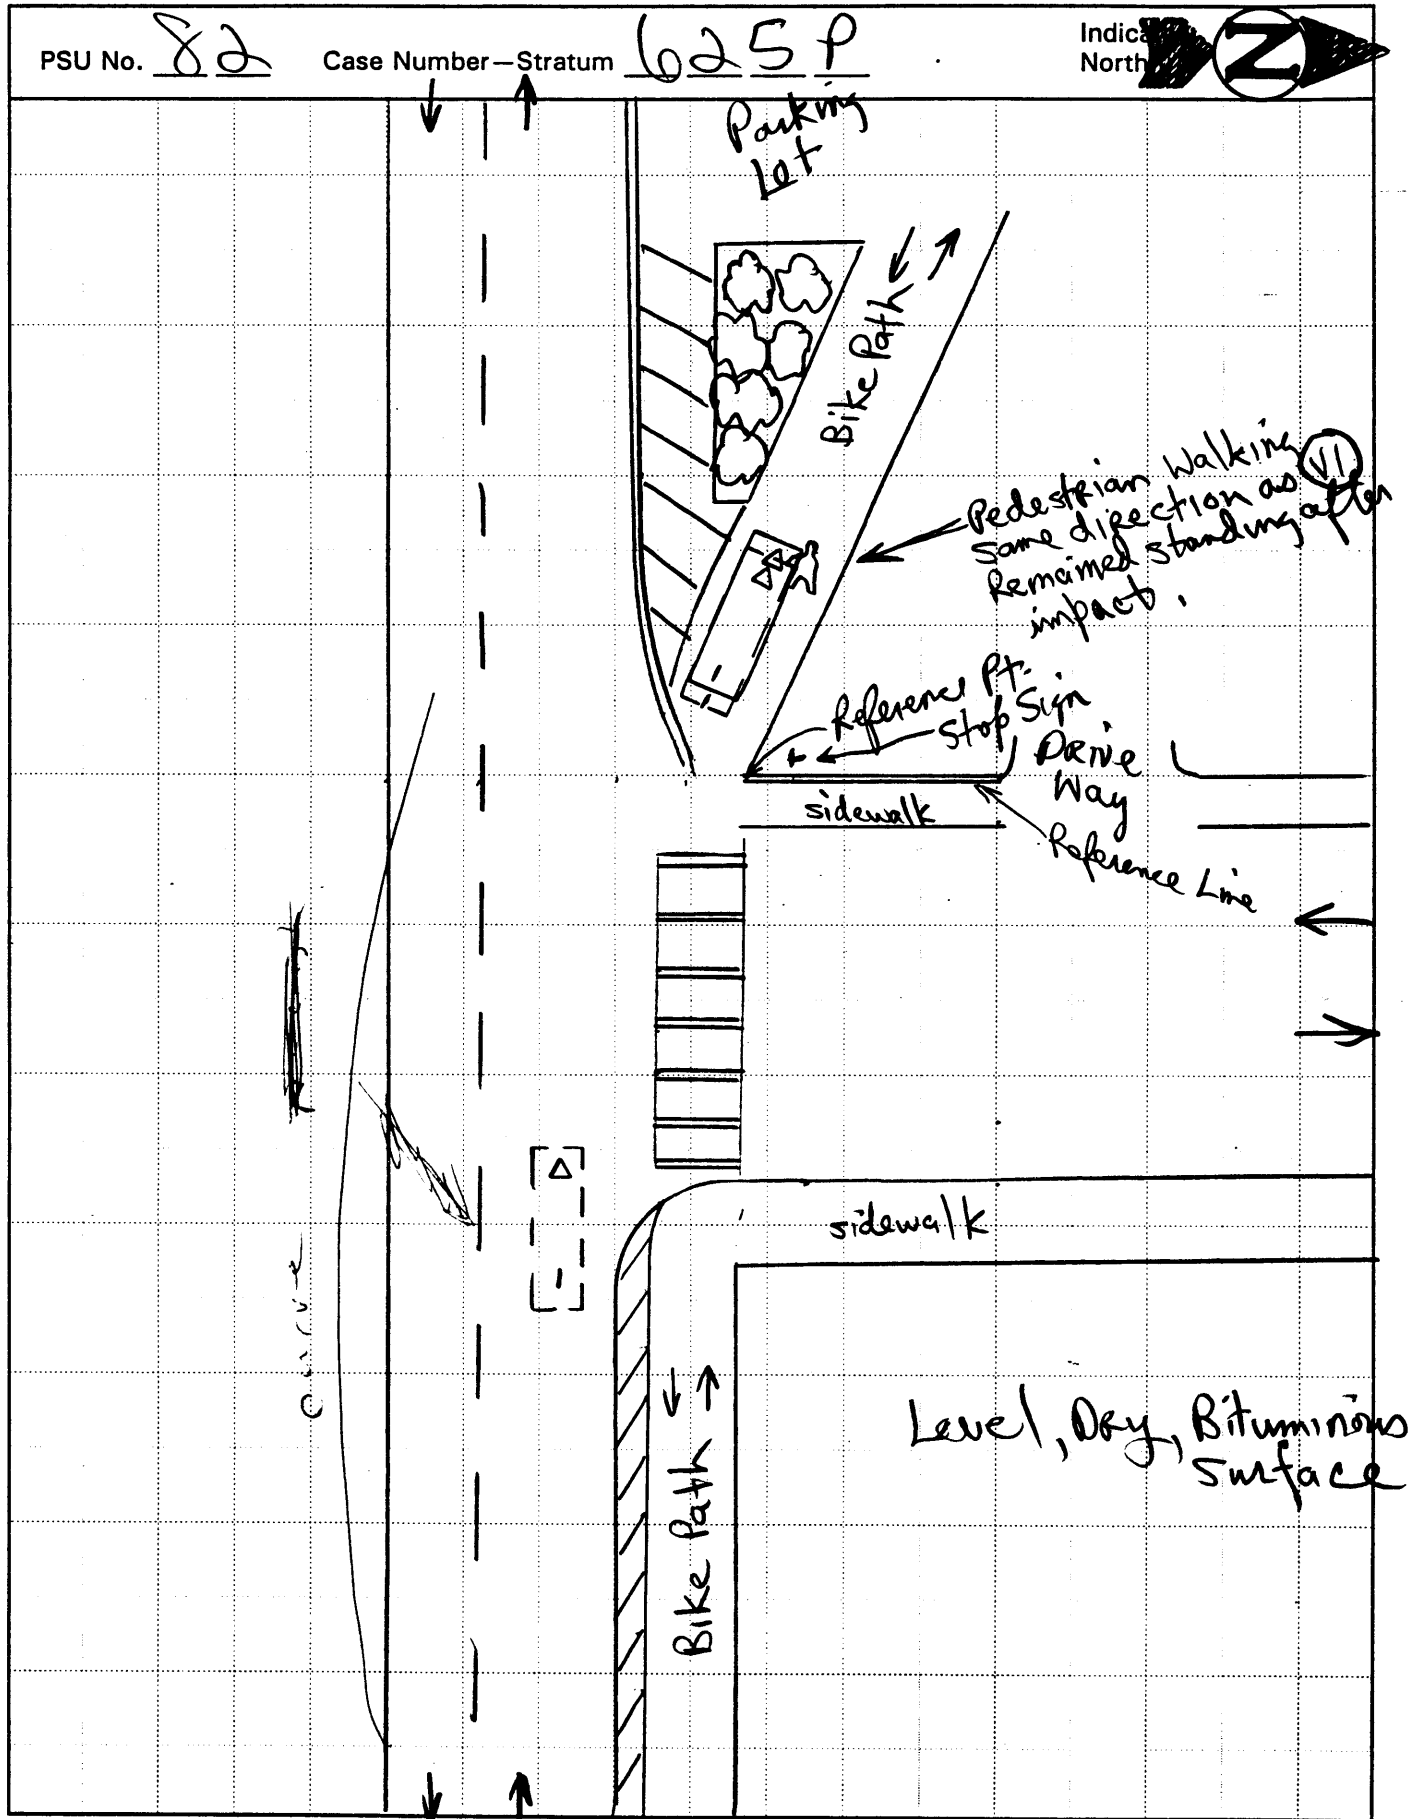 PSU No. 82 Case Number—Stratum 625P
Indica
North
N
Parking
Lot
Bike Path
Pedestrian Walking
same direction as V1
Remained standing after
impact.
Reference Pt.
Stop Sign
Drive
Way
sidewalk
Reference Line
sidewalk
curve
Level, Dry, Bituminous
Surface
Bike Path